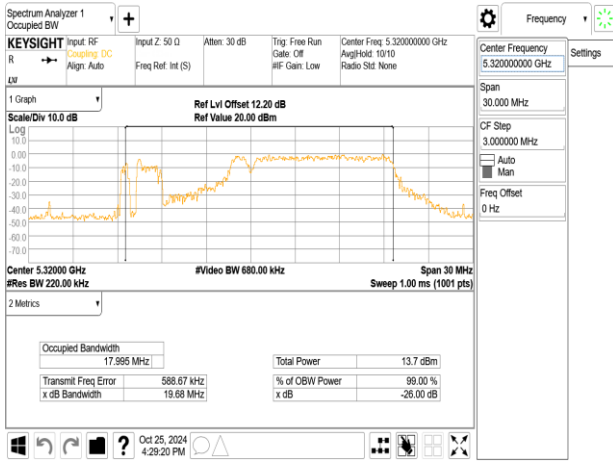 Spectrum Analyzer 1
Occupied BW
Frequency
KEYSIGHT
R
LXI
Input: RF
Coupling: DC
Align: Auto
Input Z: 50 Ω
Freq Ref: Int (S)
Atten: 30 dB
Trig: Free Run
Gate: Off
#IF Gain: Low
Center Freq: 5.320000000 GHz
Avg|Hold: 10/10
Radio Std: None
Center Frequency
5.320000000 GHz
Settings
Span
30.000 MHz
CF Step
3.000000 MHz
Auto
Man
Freq Offset
0 Hz
1 Graph
Scale/Div 10.0 dB
Ref Lvl Offset 12.20 dB
Ref Value 20.00 dBm
Log
10.0
0.00
-10.0
-20.0
-30.0
-40.0
-50.0
-60.0
-70.0
Center 5.32000 GHz
#Res BW 220.00 kHz
#Video BW 680.00 kHz
Span 30 MHz
Sweep 1.00 ms (1001 pts)
2 Metrics
Occupied Bandwidth
17.995 MHz
Transmit Freq Error 588.67 kHz
x dB Bandwidth 19.68 MHz
Total Power 13.7 dBm
% of OBW Power 99.00 %
x dB -26.00 dB
?
Oct 25, 2024
4:29:20 PM